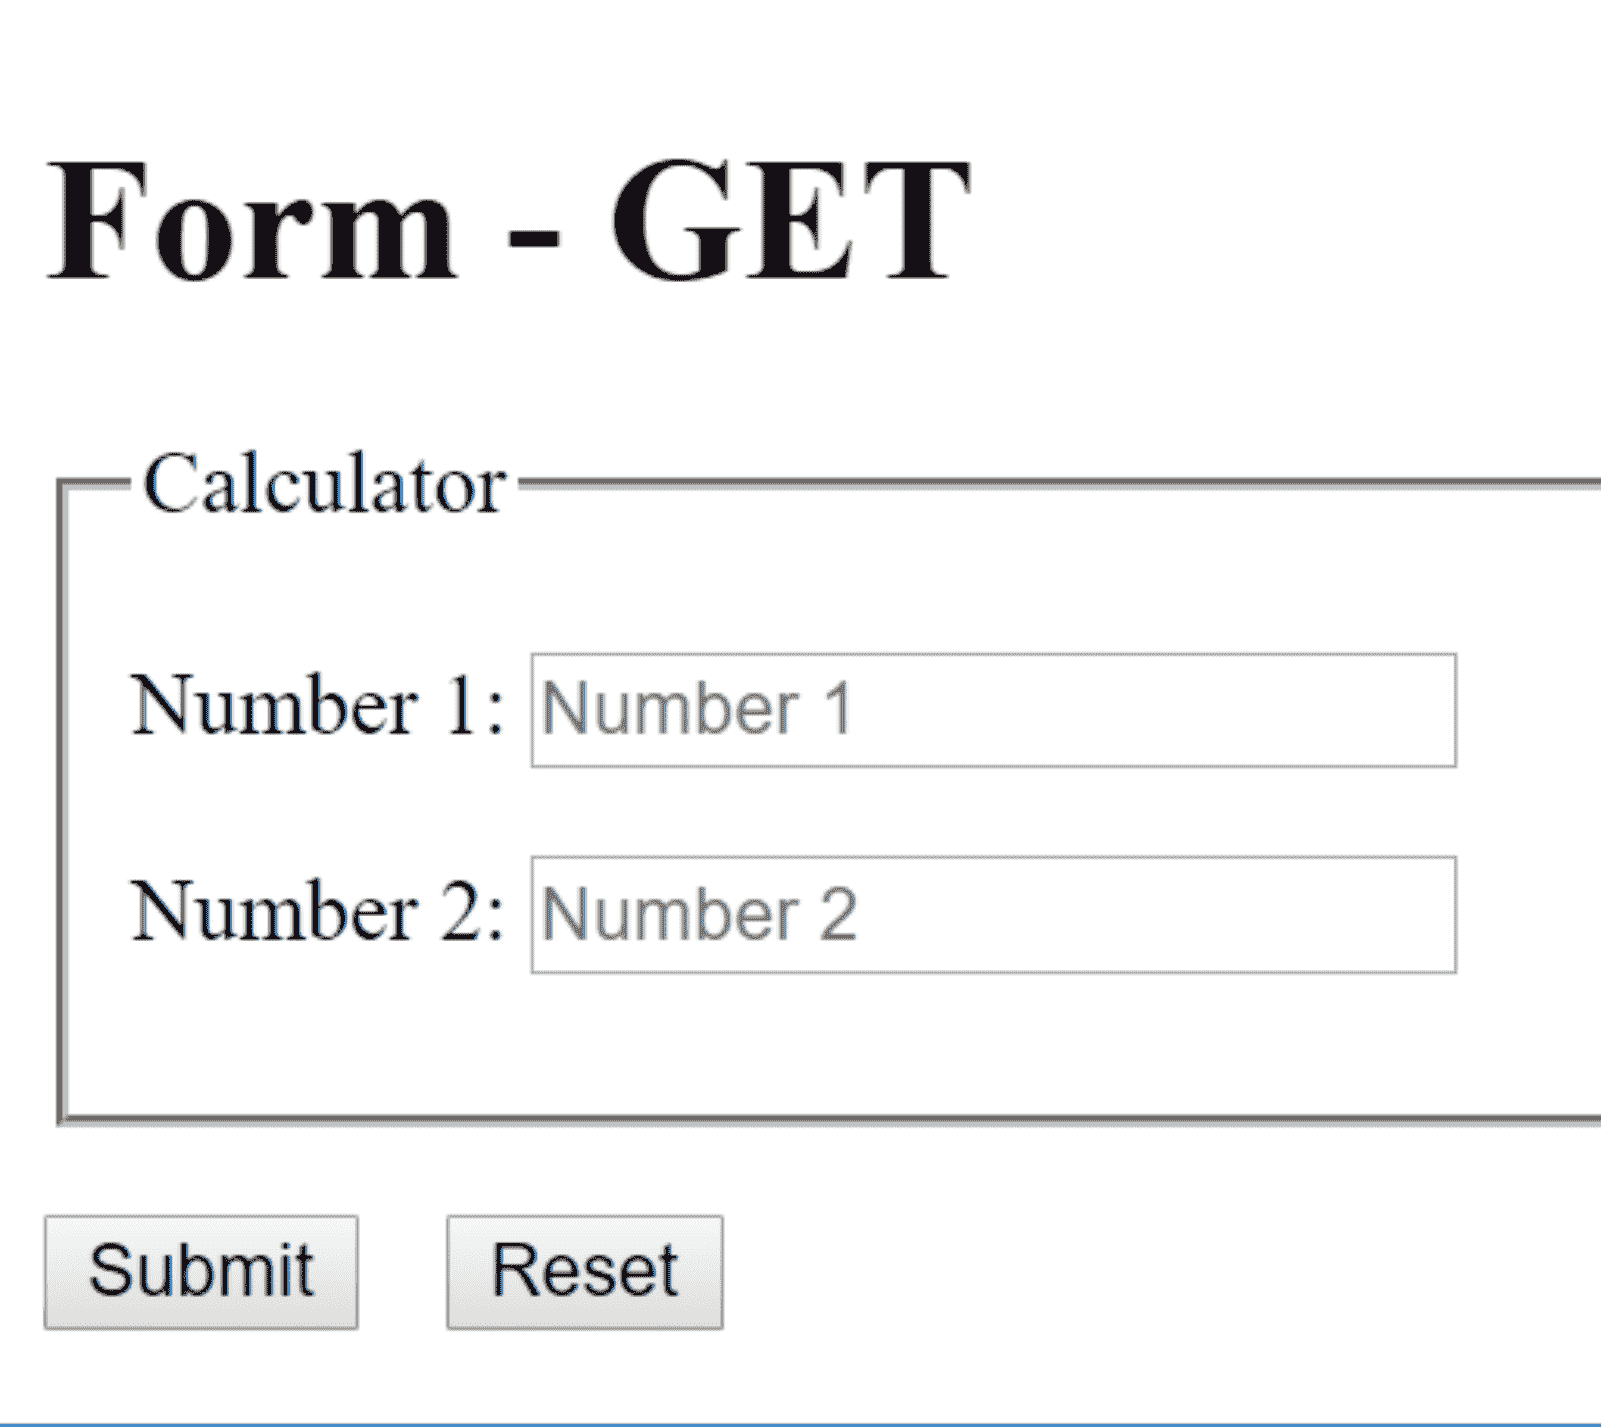 Form - GET
Calculator
Number 1: Number 1
Number 2: Number 2
Submit Reset